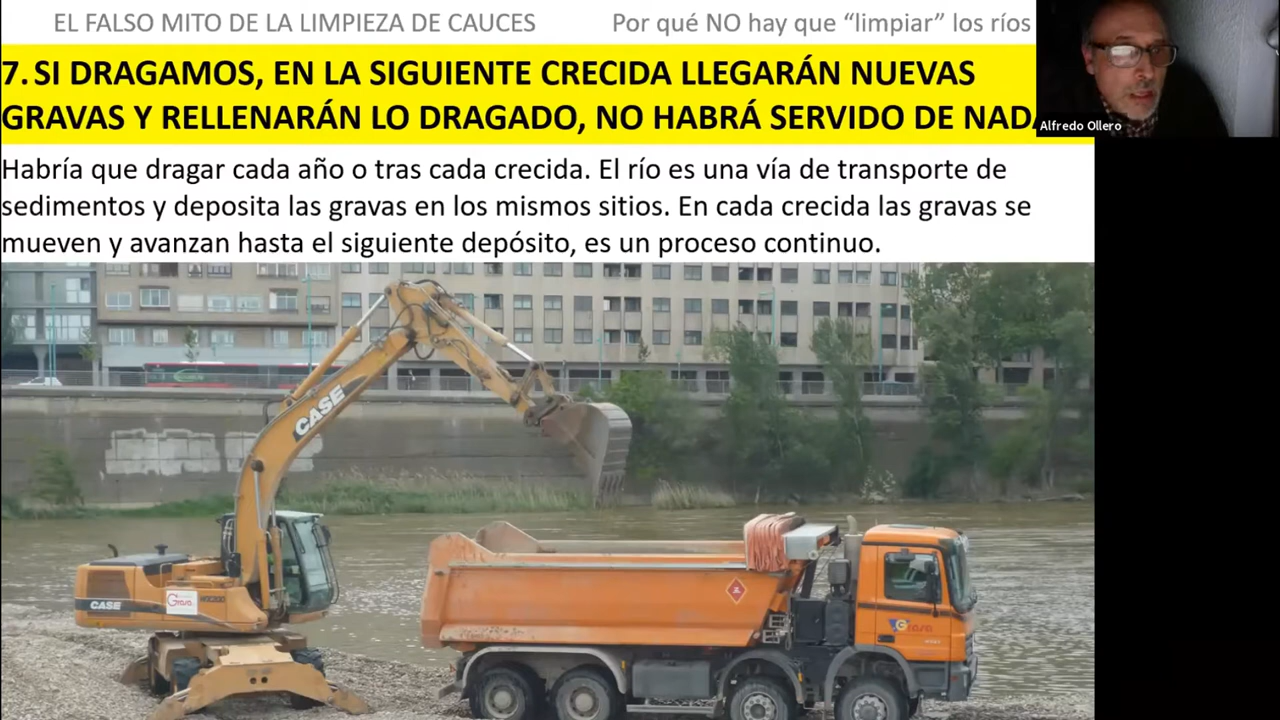 EL FALSO MITO DE LA LIMPIEZA DE CAUCES Por qué NO hay que “limpiar” los ríos
7. SI DRAGAMOS, EN LA SIGUIENTE CRECIDA LLEGARÁN NUEVAS
GRAVAS Y RELLENARÁN LO DRAGADO, NO HABRÁ SERVIDO DE NADA
Alfredo Ollero
Habría que dragar cada año o tras cada crecida. El río es una vía de transporte de
sedimentos y deposita las gravas en los mismos sitios. En cada crecida las gravas se
mueven y avanzan hasta el siguiente depósito, es un proceso continuo.
CASE
CASE
Grasa
Grasa